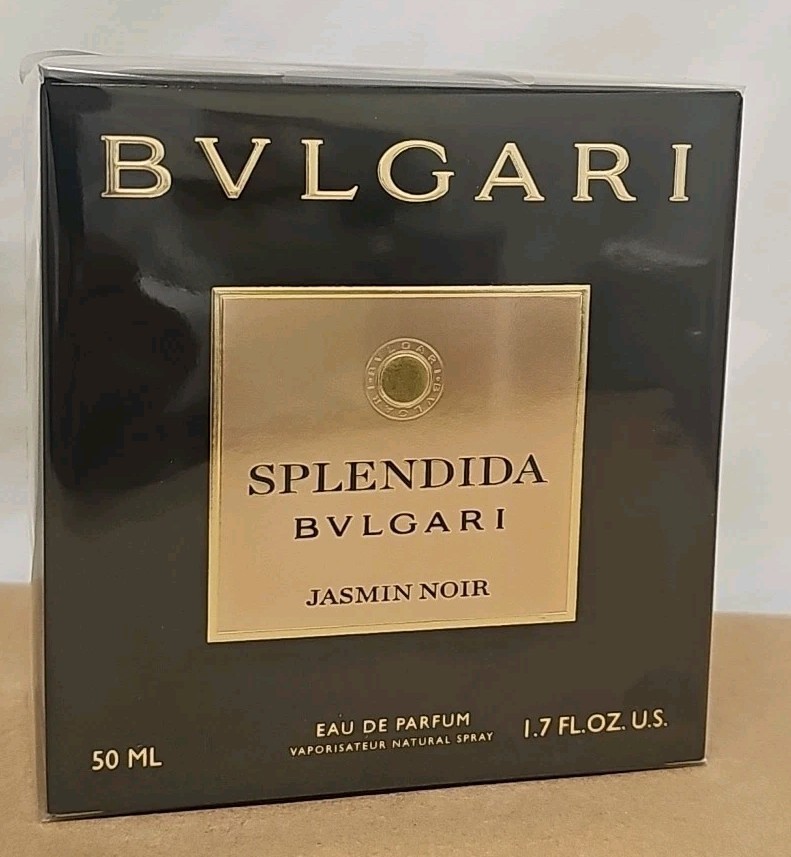 BVLGARI
BVLGARI • BVLGARI •
SPLENDIDA
BVLGARI
JASMIN NOIR
50 ML
EAU DE PARFUM
VAPORISATEUR NATURAL SPRAY
1.7 FL.OZ. U.S.